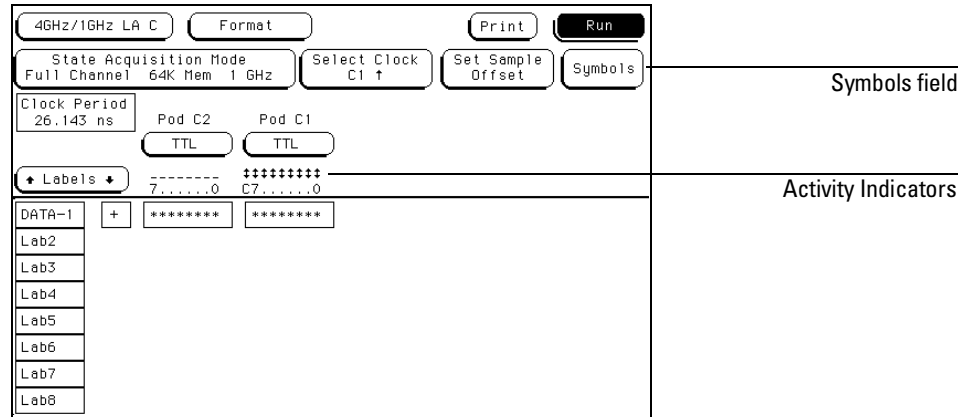 4GHz/1GHz LA C Format Print Run
State Acquisition Mode
Full Channel 64K Mem 1 GHz
Select Clock
C1 ↑
Set Sample
Offset
Symbols
Symbols field
Clock Period
26.143 ns
Pod C2 Pod C1
TTL TTL
↑ Labels ↓ -------- ↕↕↕↕↕↕↕↕↕
7......0 C7......0
Activity Indicators
DATA-1 + ******** ********
Lab2
Lab3
Lab4
Lab5
Lab6
Lab7
Lab8